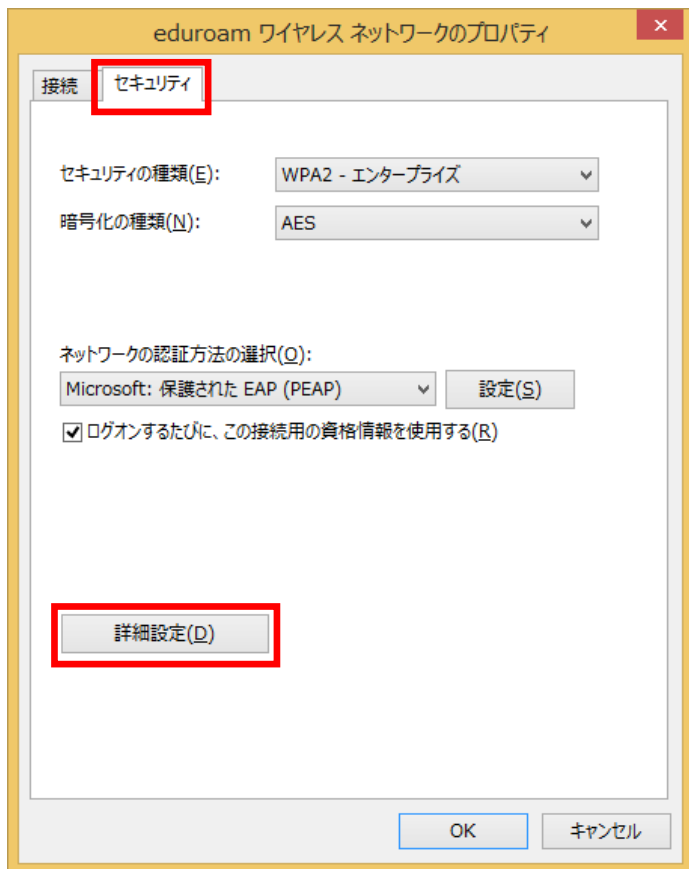 eduroam ワイヤレス ネットワークのプロパティ
接続 セキュリティ
セキュリティの種類(E): WPA2 - エンタープライズ
暗号化の種類(N): AES
ネットワークの認証方法の選択(O):
Microsoft: 保護された EAP (PEAP) 設定(S)
ログオンするたびに、この接続用の資格情報を使用する(R)
詳細設定(D)
OK キャンセル